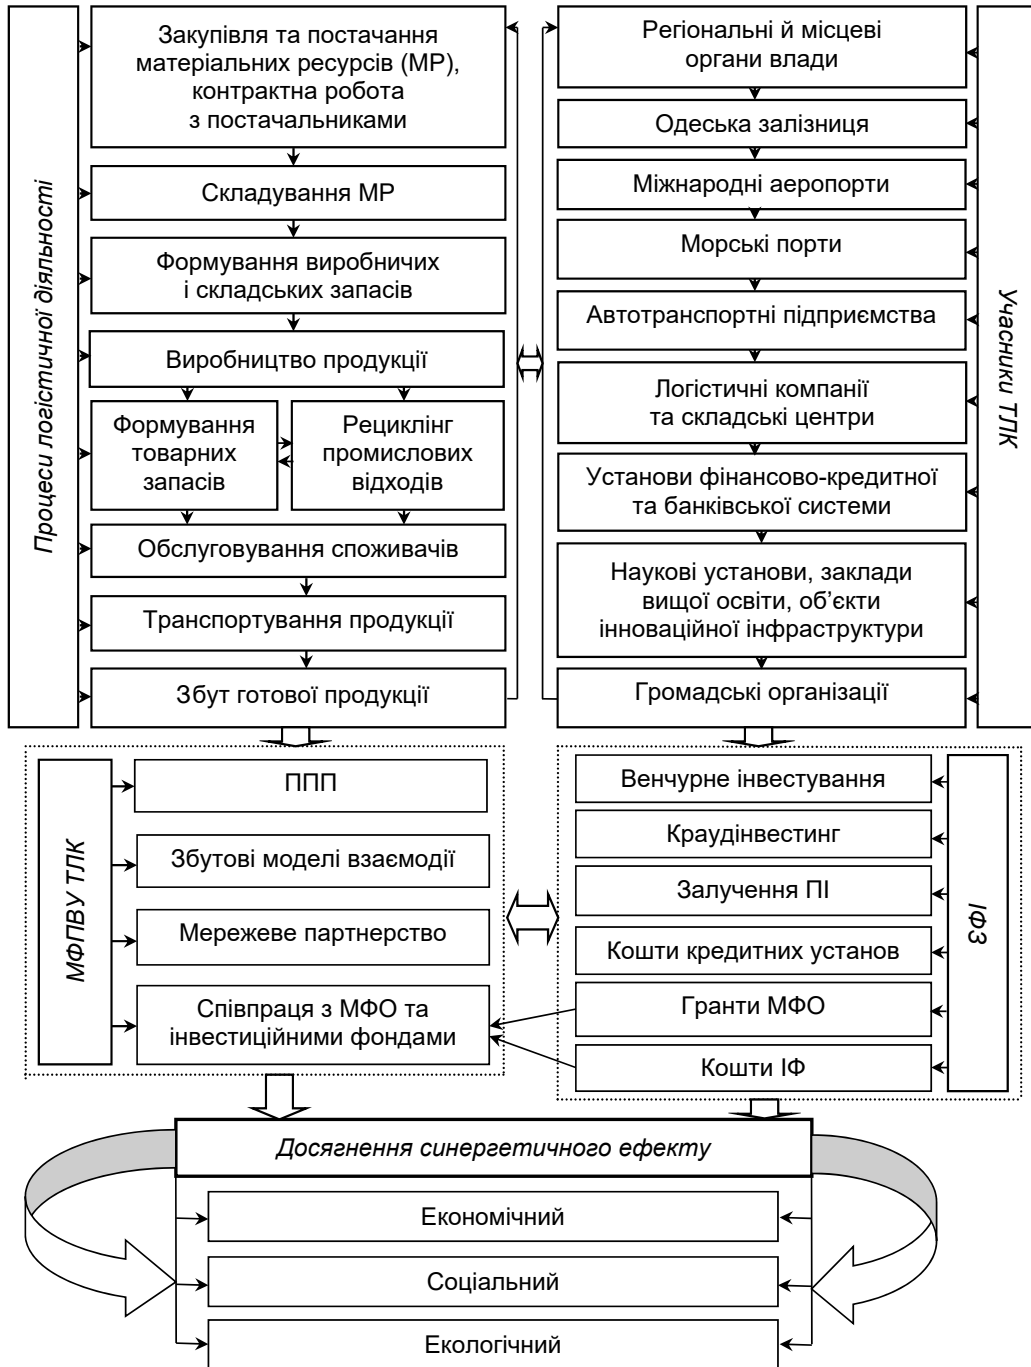 Процеси логістичної діяльності
Закупівля та постачання
матеріальних ресурсів (МР),
контрактна робота
з постачальниками
Складування МР
Формування виробничих
і складських запасів
Виробництво продукції
Формування
товарних
запасів
Рециклінг
промислових
відходів
Обслуговування споживачів
Транспортування продукції
Збут готової продукції
Регіональні й місцеві
органи влади
Одеська залізниця
Міжнародні аеропорти
Морські порти
Автотранспортні підприємства
Логістичні компанії
та складські центри
Установи фінансово-кредитної
та банківської системи
Наукові установи, заклади
вищої освіти, об’єкти
інноваційної інфраструктури
Громадські організації
Учасники ТЛК
МФПВУ ТЛК
ППП
Збутові моделі взаємодії
Мережеве партнерство
Співпраця з МФО та
інвестиційними фондами
Венчурне інвестування
Краудінвестинг
Залучення ПІ
Кошти кредитних установ
Гранти МФО
Кошти ІФ
ІФЗ
Досягнення синергетичного ефекту
Економічний
Соціальний
Екологічний